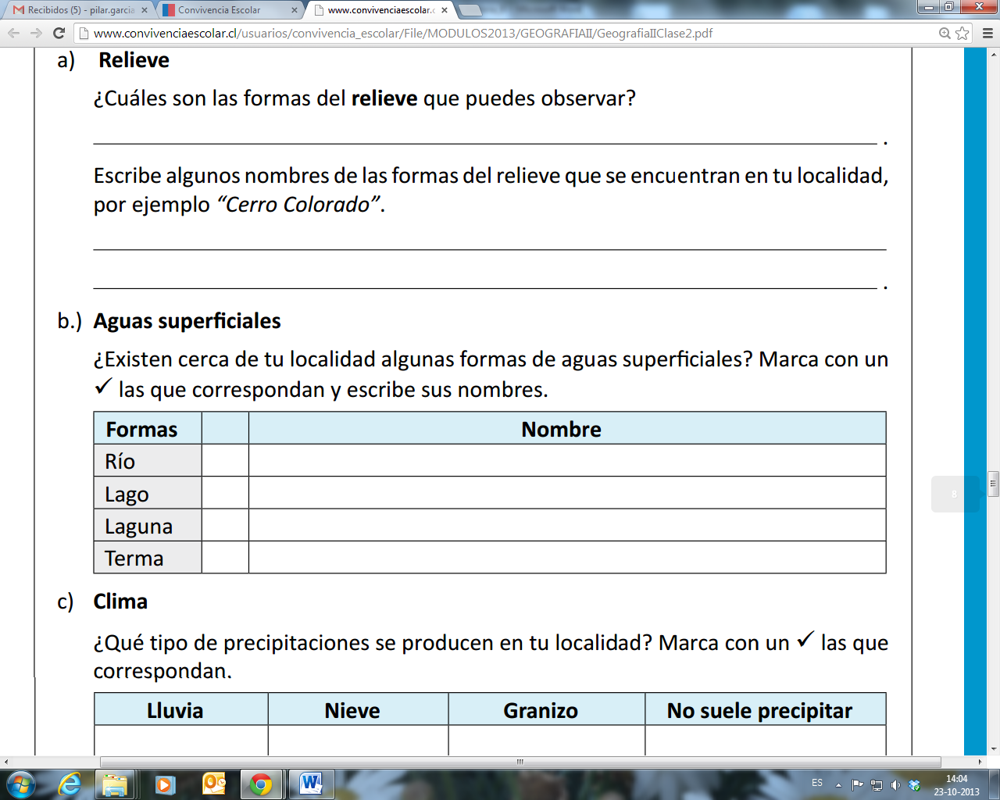 Recibidos (5) - pilar.garcia
Convivencia Escolar
www.convivenciaescolar.c
www.convivenciaescolar.cl/usuarios/convivencia_escolar/File/MODULOS2013/GEOGRAFIAII/GeografiaIIClase2.pdf
a) Relieve
¿Cuáles son las formas del relieve que puedes observar?
.
Escribe algunos nombres de las formas del relieve que se encuentran en tu localidad,
por ejemplo “Cerro Colorado”.
.
b.) Aguas superficiales
¿Existen cerca de tu localidad algunas formas de aguas superficiales? Marca con un
✓ las que correspondan y escribe sus nombres.
Formas Nombre
Río
Lago
Laguna
Terma
8
c) Clima
¿Qué tipo de precipitaciones se producen en tu localidad? Marca con un ✓ las que
correspondan.
Lluvia Nieve Granizo No suele precipitar
ES
14:04
23-10-2013